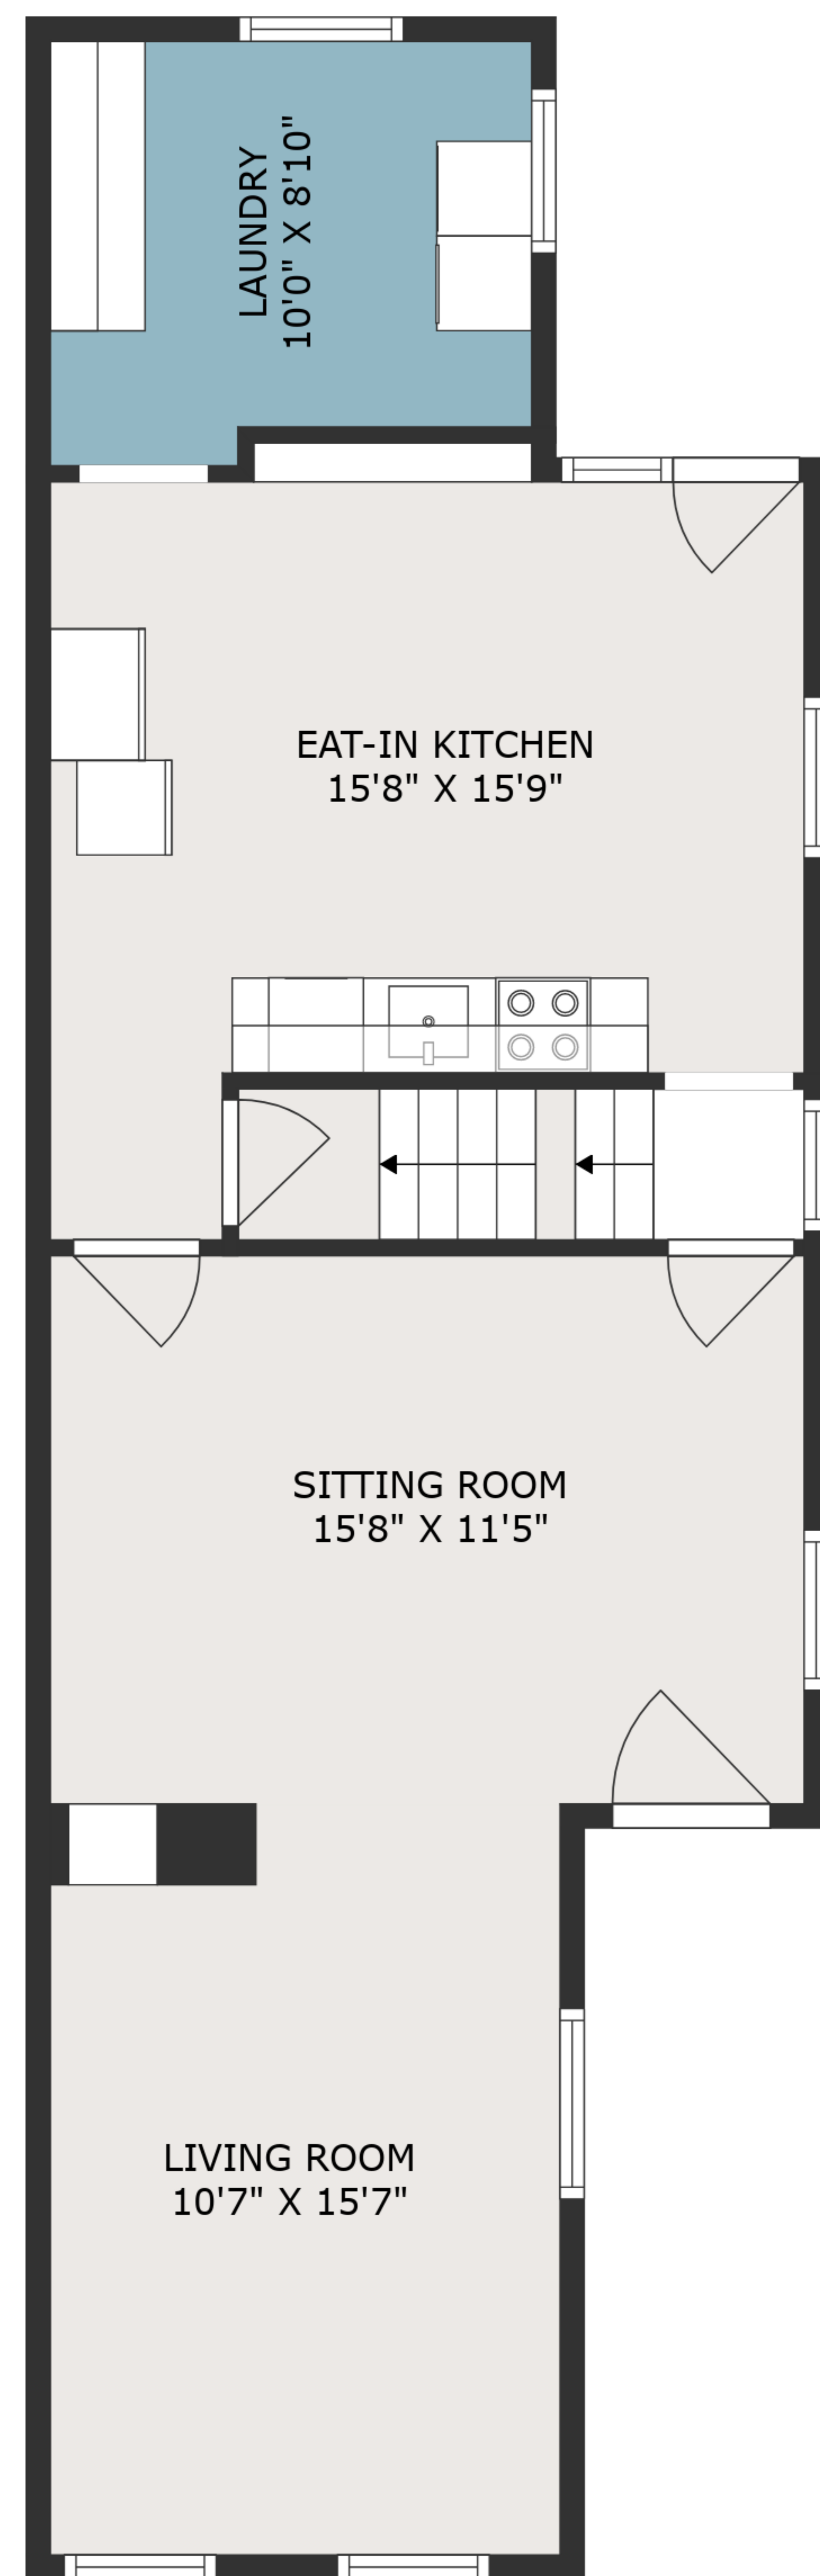 LAUNDRY
10'0" X 8'10"
EAT-IN KITCHEN
15'8" X 15'9"
SITTING ROOM
15'8" X 11'5"
LIVING ROOM
10'7" X 15'7"